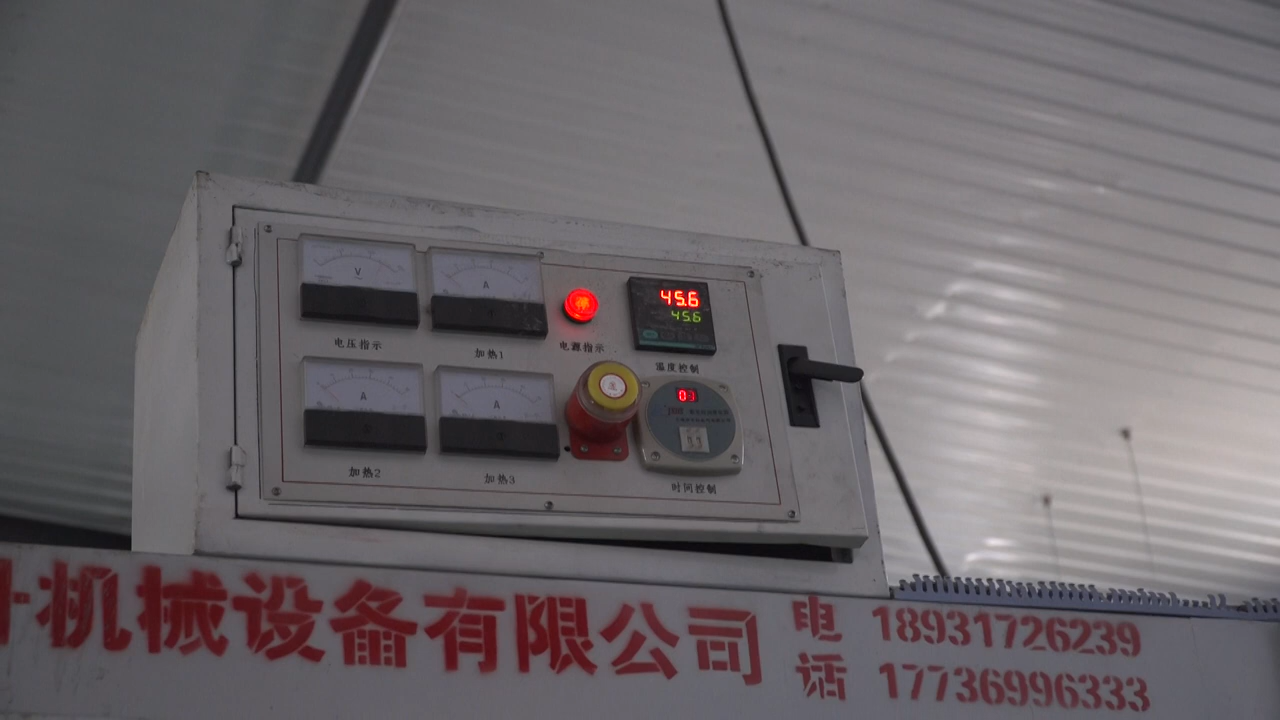 V
A
45.6
45.6
电压指示
加热1
电源指示
温度控制
A
A
03
加热2
加热3
时间控制
机械设备有限公司
电话
18931726239
17736996333